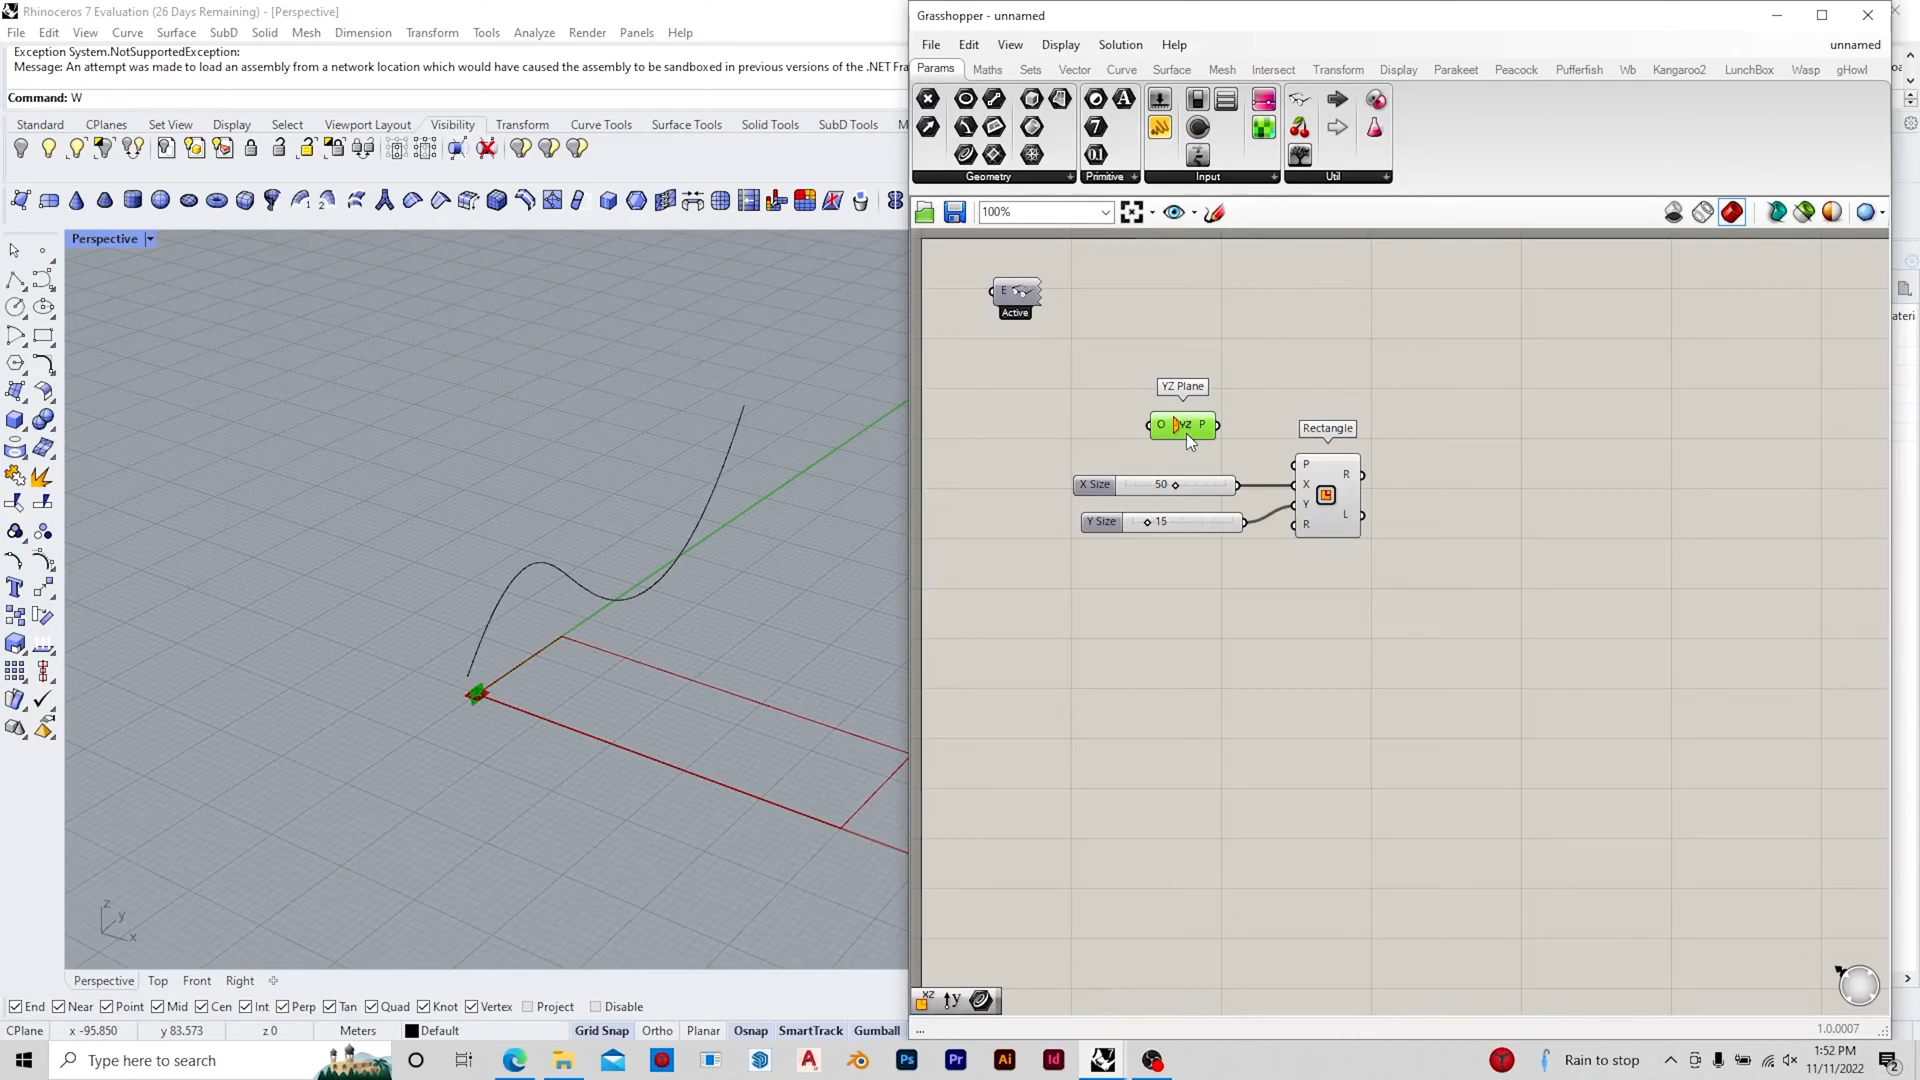 Rhinoceros 7 Evaluation (26 Days Remaining) - [Perspective]
File Edit View Curve Surface SubD Solid Mesh Dimension Transform Tools Analyze Render Panels Help
Exception System.NotSupportedException:
Message: An attempt was made to load an assembly from a network location which would have caused the assembly to be sandboxed in previous versions of the .NET Fra
Command: W
Standard CPlanes Set View Display Select Viewport Layout Visibility Transform Curve Tools Surface Tools Solid Tools SubD Tools M
Perspective
z
y
x
Perspective Top Front Right
End Near Point Mid Cen Int Perp Tan Quad Knot Vertex Project Disable
CPlane x -95.850 y 83.573 z 0 Meters Default Grid Snap Ortho Planar Osnap SmartTrack Gumball
Grasshopper - unnamed
File Edit View Display Solution Help unnamed
Params Maths Sets Vector Curve Surface Mesh Intersect Transform Display Parakeet Peacock Pufferfish Wb Kangaroo2 LunchBox Wasp gHowl
Geometry Primitive Input Util
100%
E
Active
YZ Plane
O YZ P
Rectangle
X Size 50
Y Size 15
P
X
Y
R
R
L
XZ
y
...
1.0.0007
ateri
Type here to search
Ps Pr Ai Id
Rain to stop
1:52 PM
11/11/2022
2